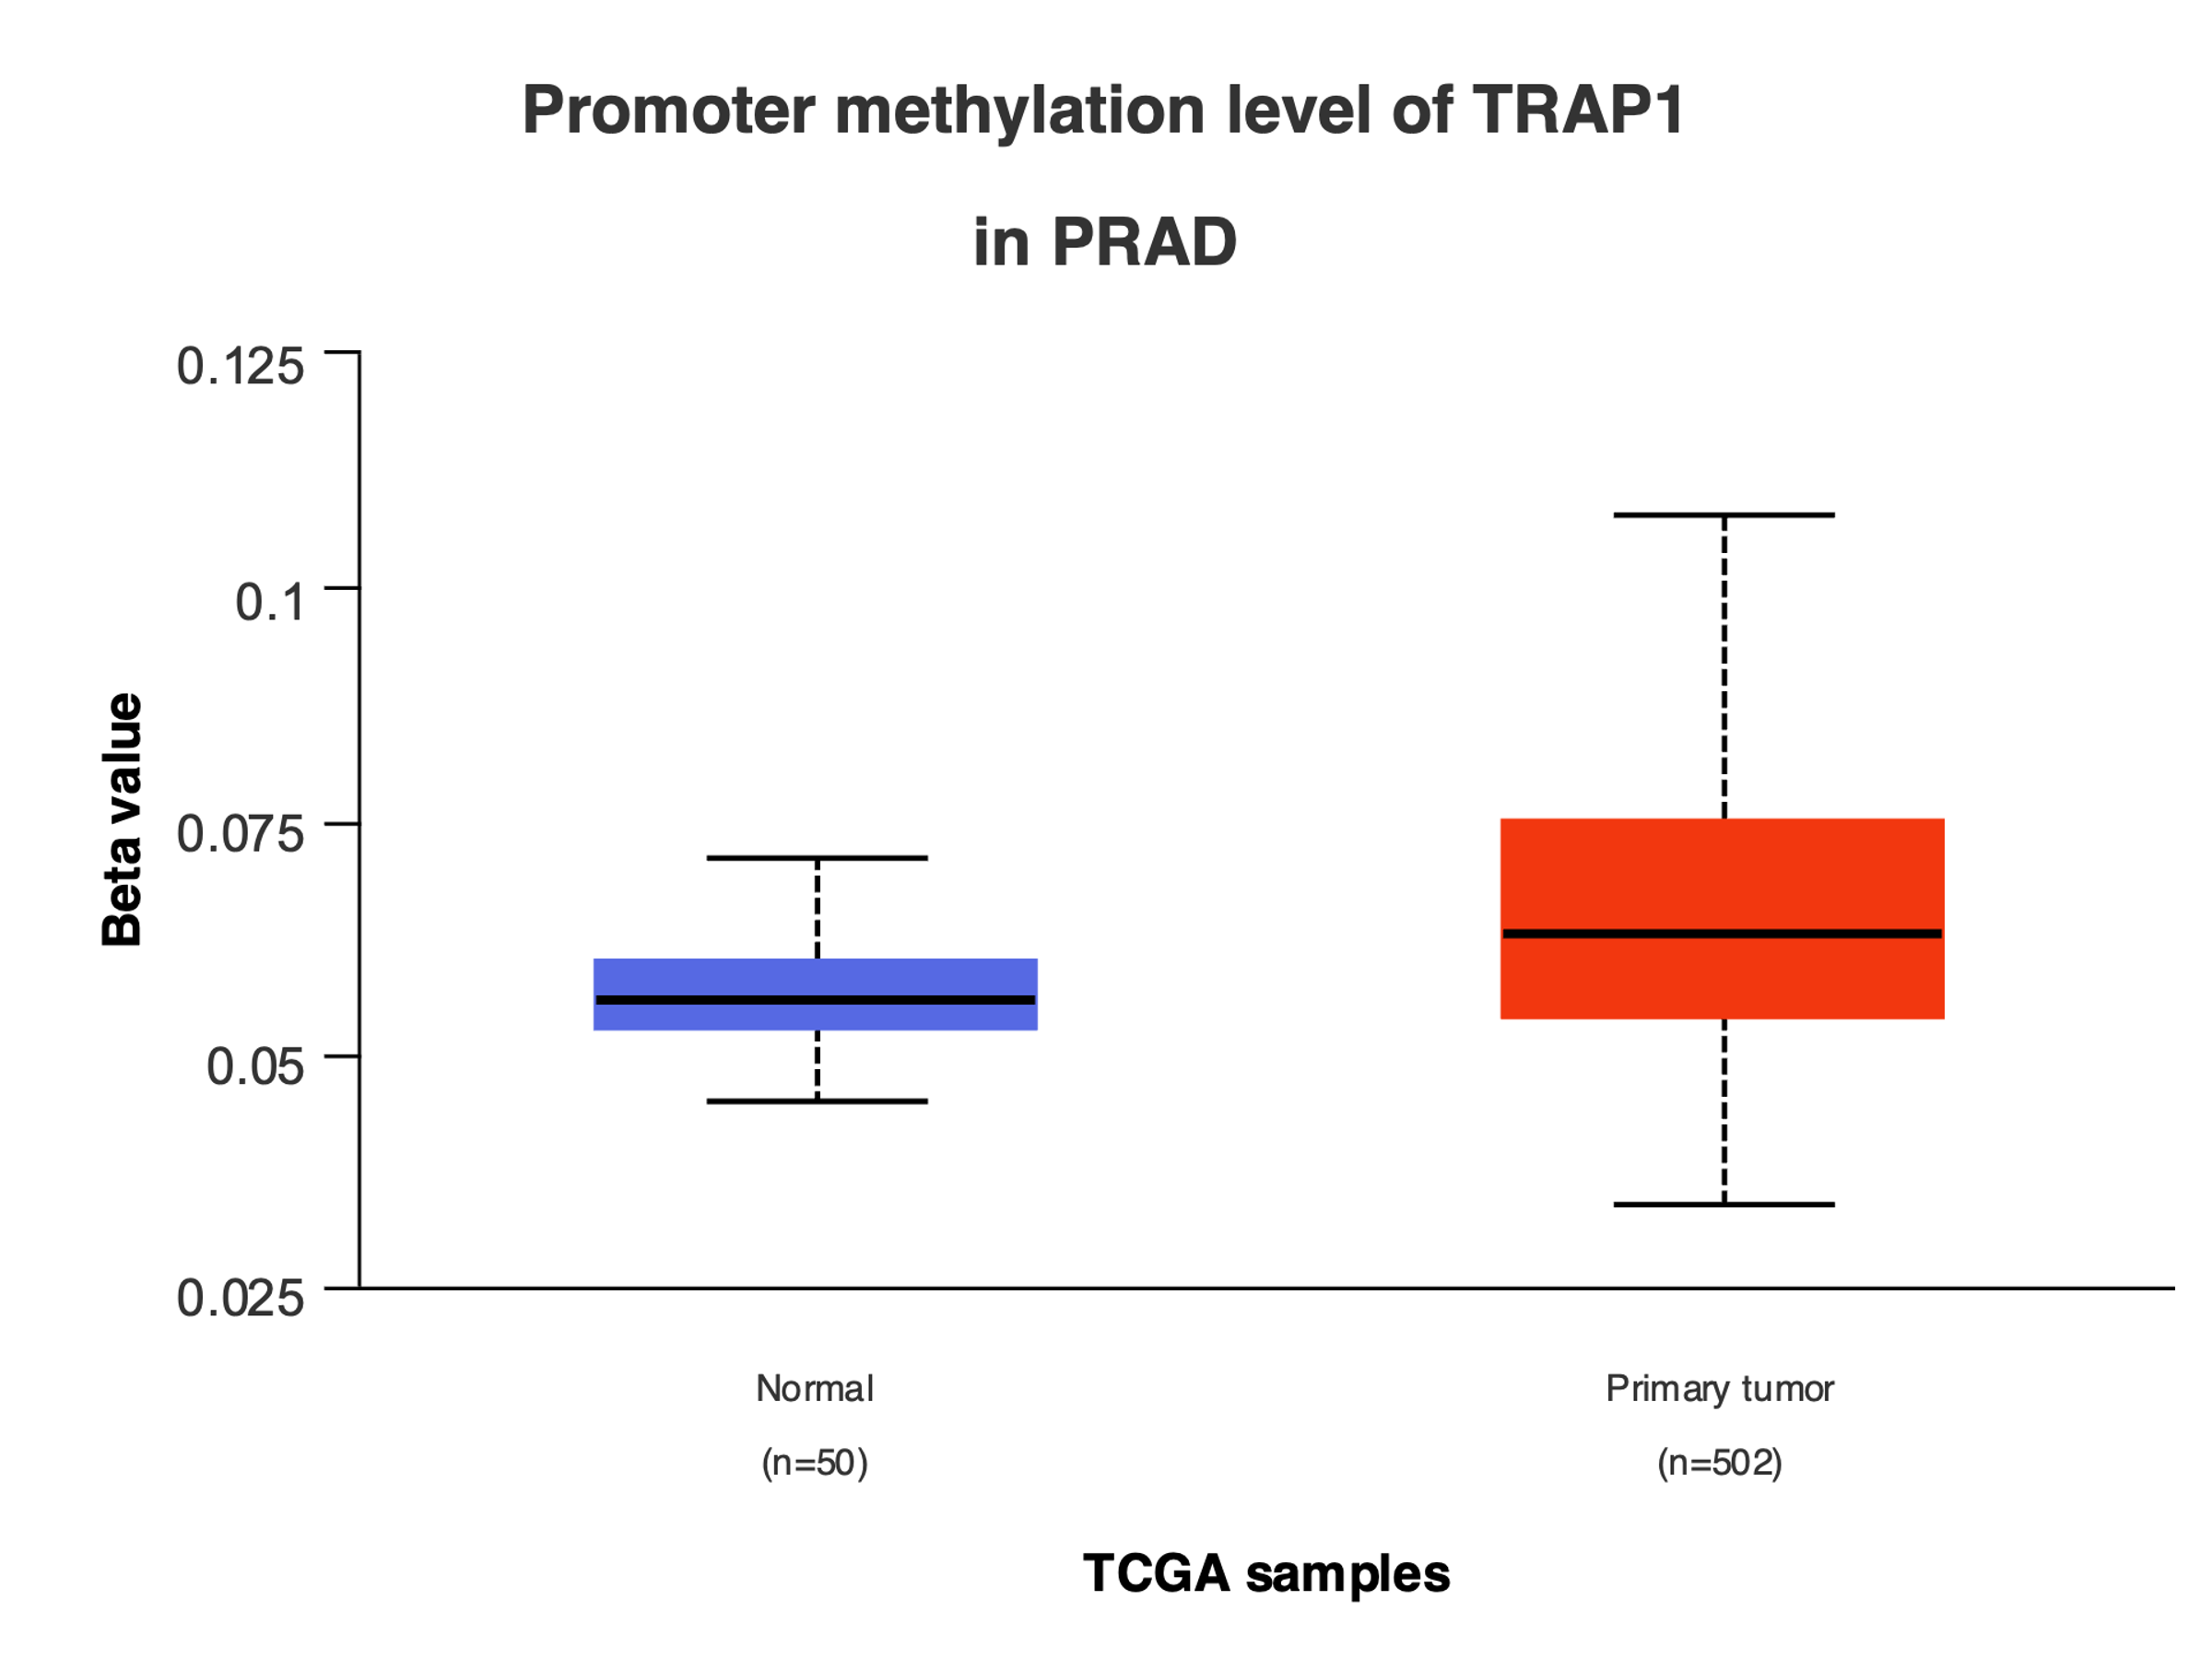 Promoter methylation level of TRAP1
in PRAD
0.125
0.1
0.075
0.05
0.025
Beta value
Normal
(n=50)
Primary tumor
(n=502)
TCGA samples